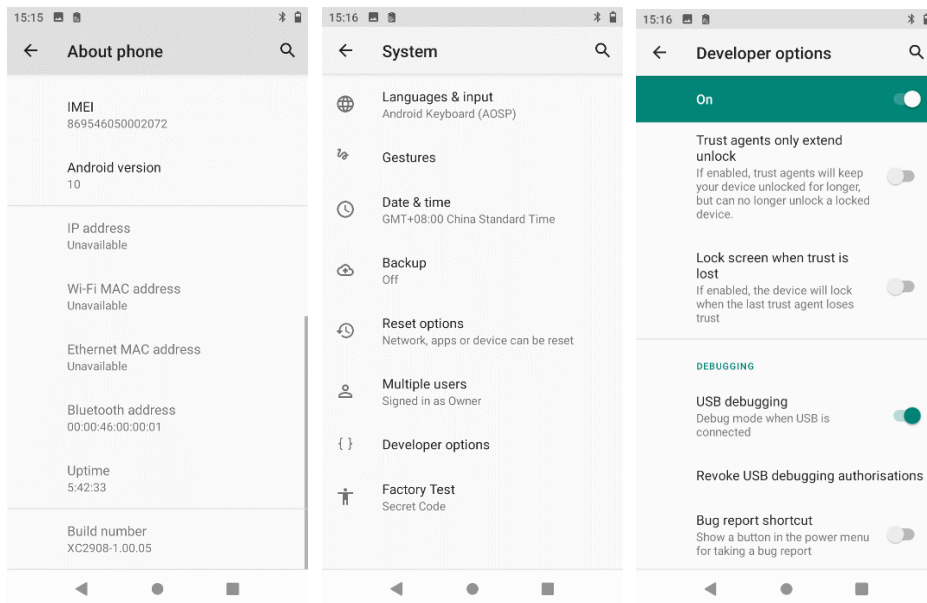 15:15
About phone
IMEI
869546050002072
Android version
10
IP address
Unavailable
Wi-Fi MAC address
Unavailable
Ethernet MAC address
Unavailable
Bluetooth address
00:00:46:00:00:01
Uptime
5:42:33
Build number
XC2908-1.00.05
15:16
System
Languages & input
Android Keyboard (AOSP)
Gestures
Date & time
GMT+08:00 China Standard Time
Backup
Off
Reset options
Network, apps or device can be reset
Multiple users
Signed in as Owner
{ } Developer options
Factory Test
Secret Code
15:16
Developer options
On
Trust agents only extend
unlock
If enabled, trust agents will keep
your device unlocked for longer,
but can no longer unlock a locked
device.
Lock screen when trust is
lost
If enabled, the device will lock
when the last trust agent loses
trust
DEBUGGING
USB debugging
Debug mode when USB is
connected
Revoke USB debugging authorisations
Bug report shortcut
Show a button in the power menu
for taking a bug report